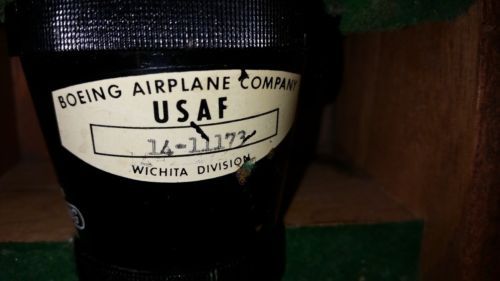 BOEING AIRPLANE COMPANY
USAF
14-11173
WICHITA DIVISION